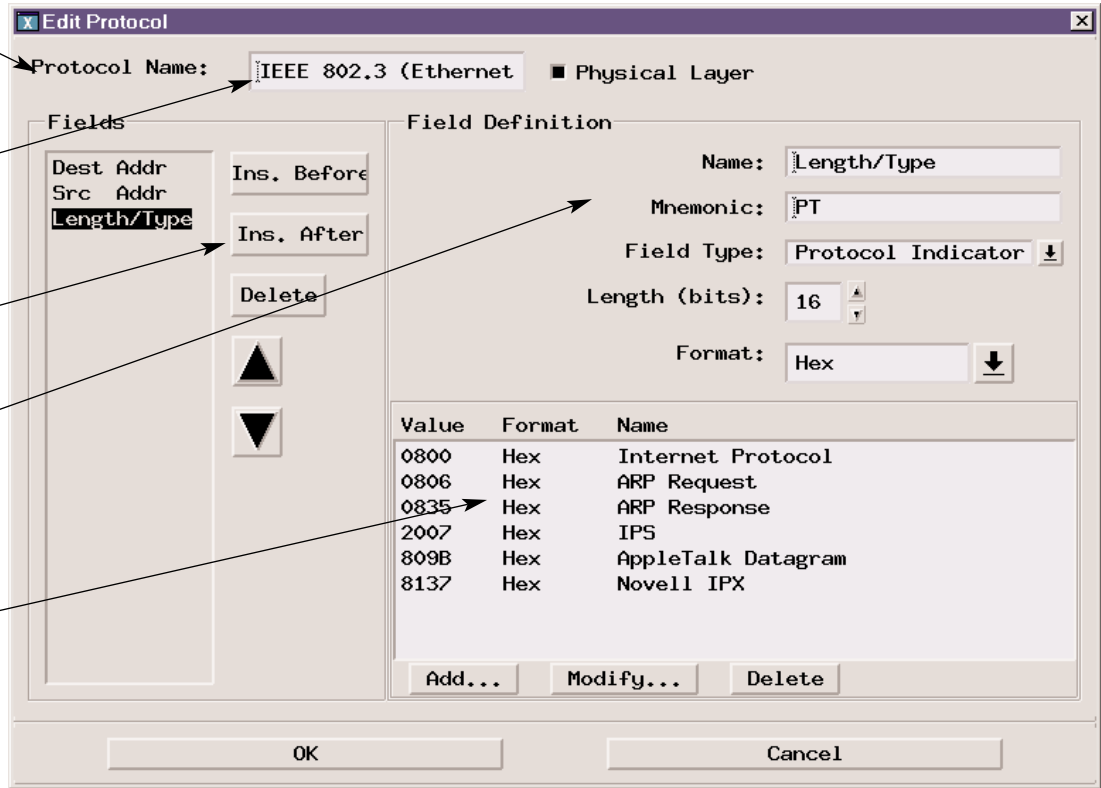 X Edit Protocol
Protocol Name: IEEE 802.3 (Ethernet Physical Layer
Fields
Dest Addr
Src Addr
Length/Type
Ins. Before
Ins. After
Delete
Field Definition
Name: Length/Type
Mnemonic: PT
Field Type: Protocol Indicator
Length (bits): 16
Format: Hex
Value Format Name
0800 Hex Internet Protocol
0806 Hex ARP Request
0835 Hex ARP Response
2007 Hex IPS
809B Hex AppleTalk Datagram
8137 Hex Novell IPX
Add... Modify... Delete
OK Cancel